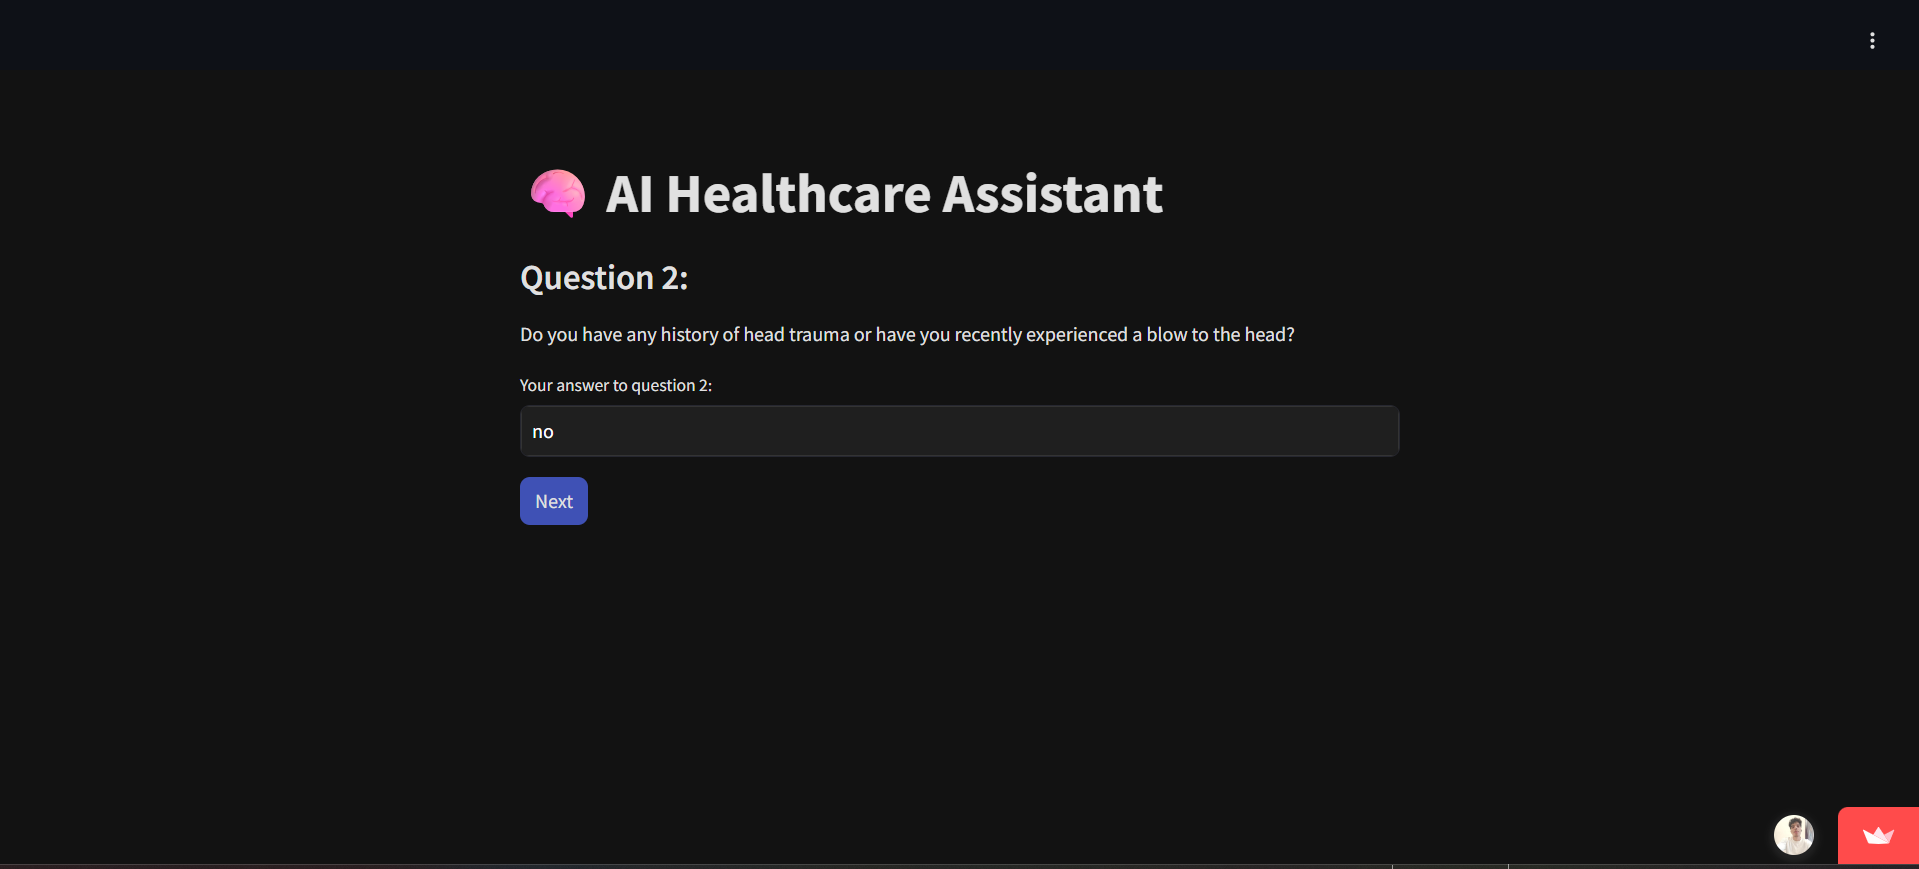 AI Healthcare Assistant
Question 2:
Do you have any history of head trauma or have you recently experienced a blow to the head?
Your answer to question 2:
no
Next